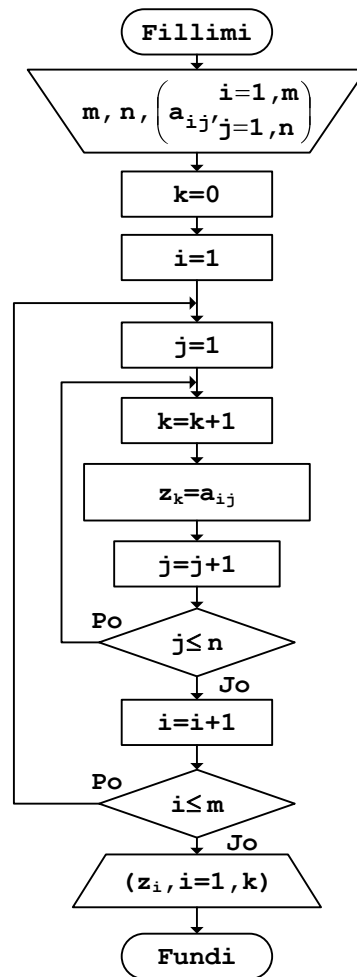 Fillimi
m, n, (a_ij, i=1,m
j=1,n)
k=0
i=1
j=1
k=k+1
z_k=a_ij
j=j+1
Po
j≤n
Jo
i=i+1
Po
i≤m
Jo
(z_i,i=1,k)
Fundi